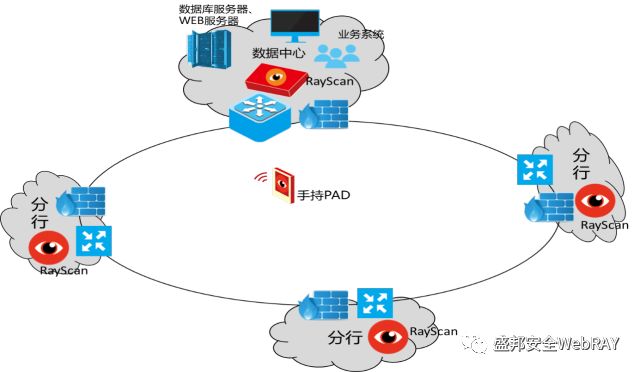 数据库服务器、
WEB服务器
业务系统
数据中心
RayScan
手持PAD
分
行
RayScan
分
行
RayScan
分行
RayScan
盛邦安全WebRAY